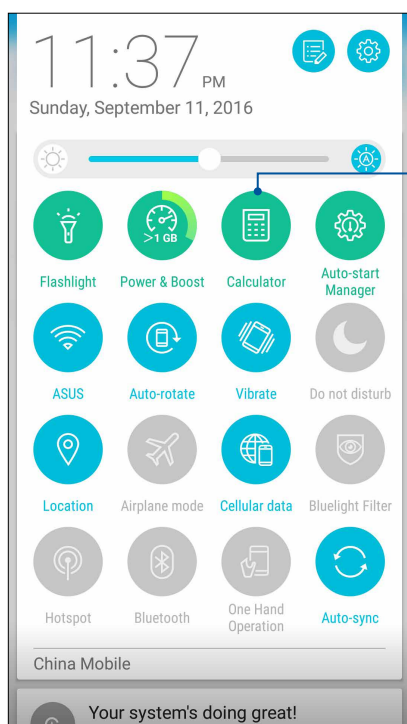 11:37 PM
Sunday, September 11, 2016
A
>1 GB
Flashlight
Power & Boost
Calculator
Auto-start
Manager
ASUS
Auto-rotate
Vibrate
Do not disturb
Location
Airplane mode
Cellular data
Bluelight Filter
Hotspot
Bluetooth
One Hand
Operation
Auto-sync
China Mobile
Your system's doing great!